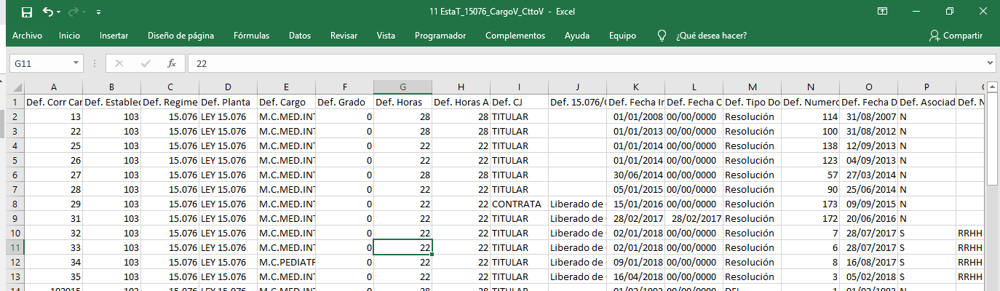 11 EstaT_15076_CargoV_CttoV - Excel
Archivo Inicio Insertar Diseño de página Fórmulas Datos Revisar Vista Programador Complementos Ayuda Equipo ¿Qué desea hacer? Compartir
G11 fx 22
A B C D E F G H I J K L M N O P
1 Def. Corr Car Def. Establec Def. Regime Def. Planta Def. Cargo Def. Grado Def. Horas Def. Horas A Def. CJ Def. 15.076/ Def. Fecha In Def. Fecha C Def. Tipo Do Def. Numero Def. Fecha D Def. Asociad Def. N
2 13 103 15.076 LEY 15.076 M.C.MED.INT 0 28 28 TITULAR 01/01/2008 00/00/0000 Resolución 114 31/08/2007 N
3 22 103 15.076 LEY 15.076 M.C.MED.INT 0 28 28 TITULAR 01/01/2013 00/00/0000 Resolución 100 31/08/2012 N
4 25 103 15.076 LEY 15.076 M.C.MED.INT 0 22 22 TITULAR 01/01/2014 00/00/0000 Resolución 138 12/09/2013 N
5 26 103 15.076 LEY 15.076 M.C.MED.INT 0 22 22 TITULAR 01/01/2014 00/00/0000 Resolución 123 04/09/2013 N
6 27 103 15.076 LEY 15.076 M.C.MED.INT 0 28 28 TITULAR 30/06/2014 00/00/0000 Resolución 57 27/03/2014 N
7 28 103 15.076 LEY 15.076 M.C.MED.INT 0 22 22 TITULAR 05/01/2015 00/00/0000 Resolución 90 25/06/2014 N
8 29 103 15.076 LEY 15.076 M.C.MED.INT 0 22 22 CONTRATA Liberado de 15/01/2016 00/00/0000 Resolución 173 09/09/2015 N
9 31 103 15.076 LEY 15.076 M.C.MED.INT 0 22 22 TITULAR Liberado de 28/02/2017 28/02/2017 Resolución 172 20/06/2016 N
10 32 103 15.076 LEY 15.076 M.C.MED.INT 0 22 22 TITULAR Liberado de 02/01/2018 00/00/0000 Resolución 7 28/07/2017 S RRHH
11 33 103 15.076 LEY 15.076 M.C.MED.INT 0 22 22 TITULAR Liberado de 02/01/2018 00/00/0000 Resolución 6 28/07/2017 S RRHH
12 34 103 15.076 LEY 15.076 M.C.PEDIATR 0 22 22 TITULAR Liberado de 09/01/2018 00/00/0000 Resolución 8 16/08/2017 S RRHH
13 35 103 15.076 LEY 15.076 M.C.MED.INT 0 22 22 TITULAR Liberado de 16/04/2018 00/00/0000 Resolución 3 05/02/2018 S RRHH